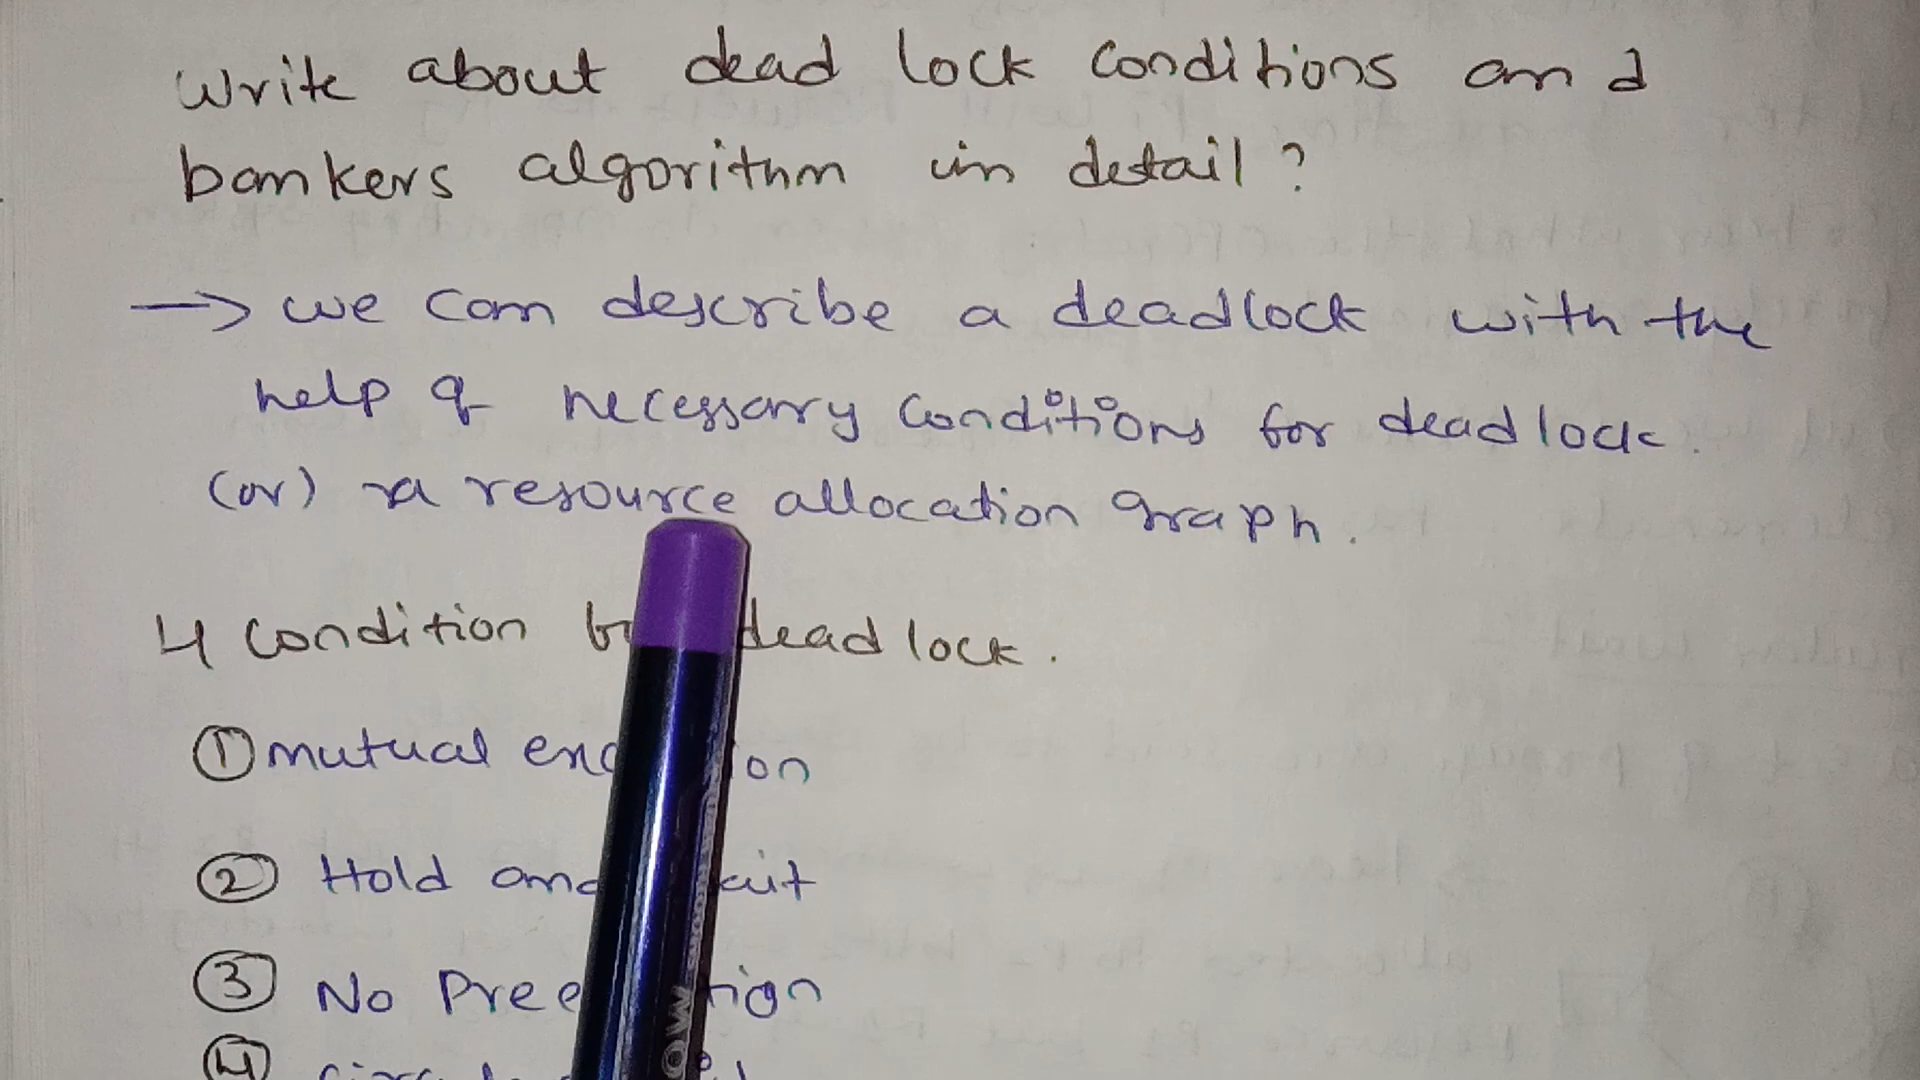 Write about dead lock conditions and
bankers algorithm in detail?
→ we can describe a deadlock with the
help of necessary conditions for deadlock.
(or) a resource allocation graph.
4 condition dead lock.
① mutual
② Hold and
③ No
④